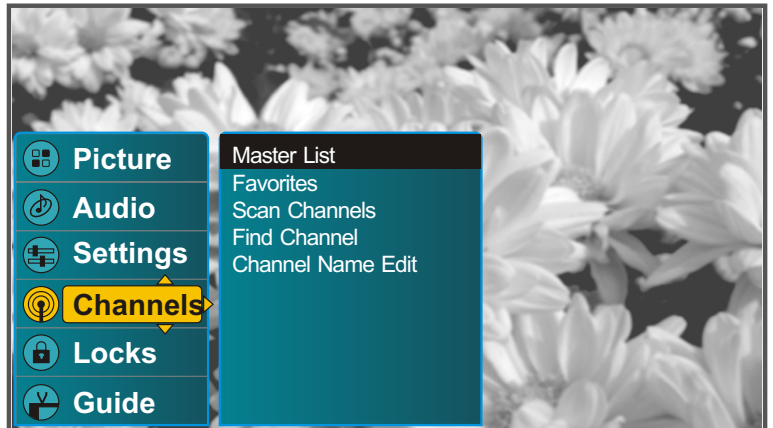 Picture
Audio
Settings
Channels
Locks
Guide
Master List
Favorites
Scan Channels
Find Channel
Channel Name Edit